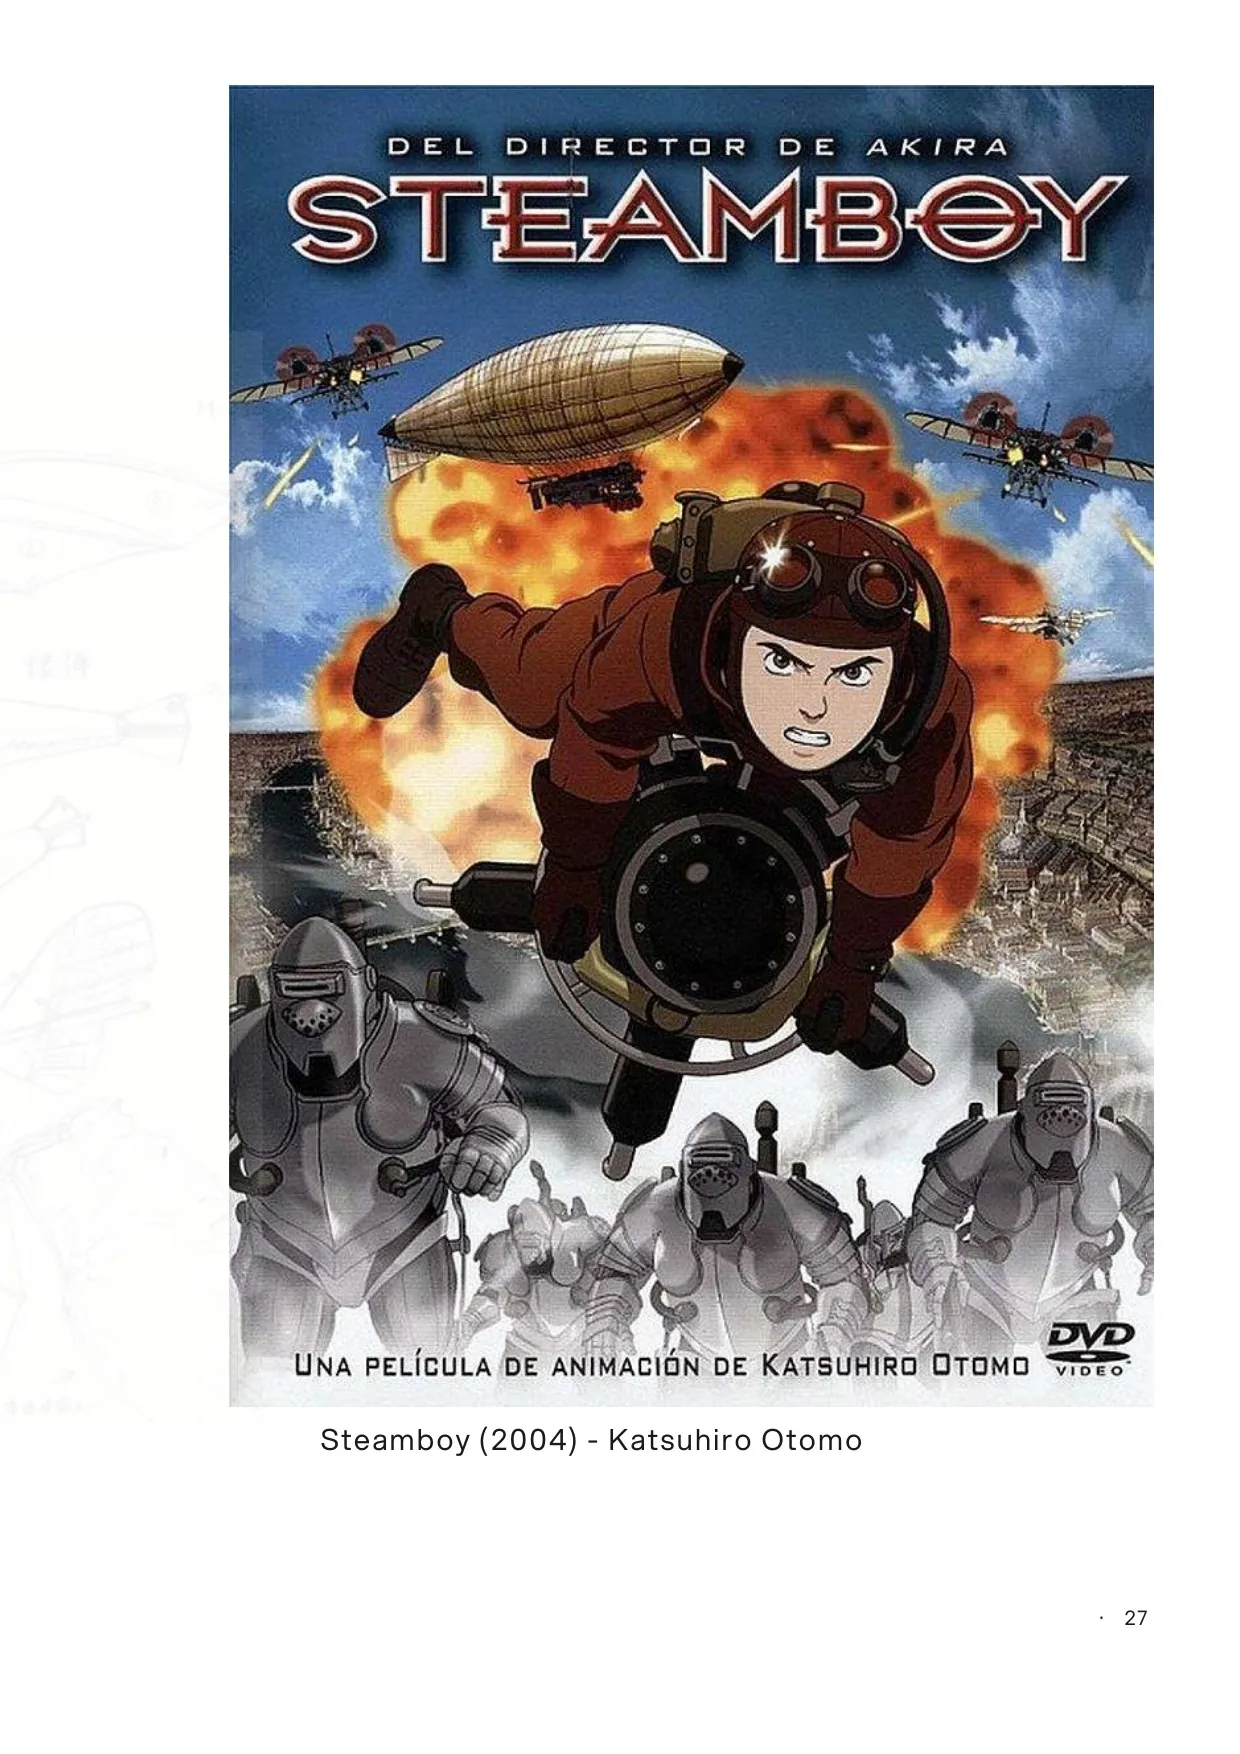 DEL DIRECTOR DE AKIRA
STEAMBOY
UNA PELÍCULA DE ANIMACIÓN DE KATSUHIRO OTOMO
DVD
VIDEO
Steamboy (2004) - Katsuhiro Otomo
· 27